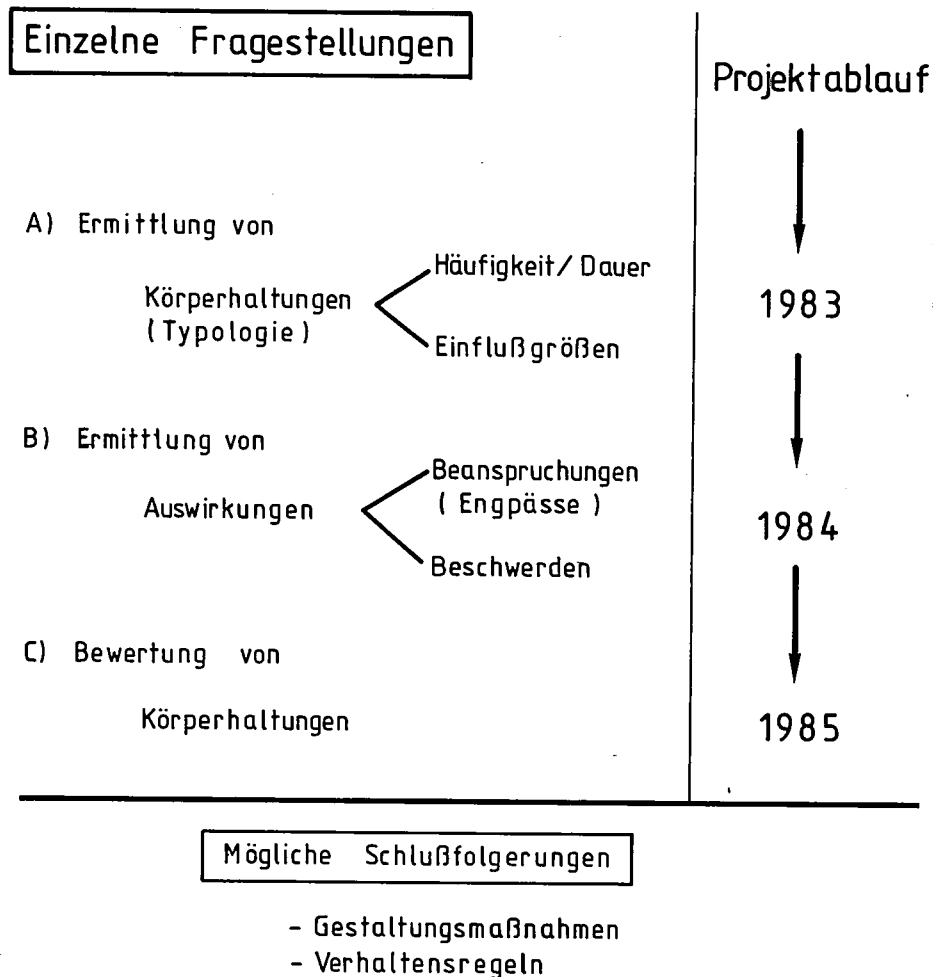 Einzelne Fragestellungen
Projektablauf
A) Ermittlung von
Körperhaltungen
(Typologie)
Häufigkeit/Dauer
Einflußgrößen
1983
B) Ermittlung von
Auswirkungen
Beanspruchungen
(Engpässe)
Beschwerden
1984
C) Bewertung von
Körperhaltungen
1985
Mögliche Schlußfolgerungen
- Gestaltungsmaßnahmen
- Verhaltensregeln